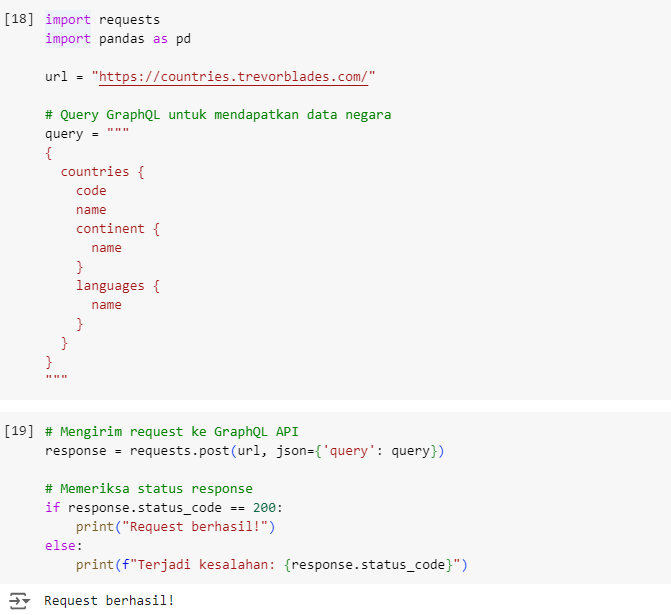 [18] import requests
import pandas as pd
url = "https://countries.trevorblades.com/"
# Query GraphQL untuk mendapatkan data negara
query = """
{
countries {
code
name
continent {
name
}
languages {
name
}
}
}
"""
[19] # Mengirim request ke GraphQL API
response = requests.post(url, json={'query': query})
# Memeriksa status response
if response.status_code == 200:
print("Request berhasil!")
else:
print(f"Terjadi kesalahan: {response.status_code}")
Request berhasil!